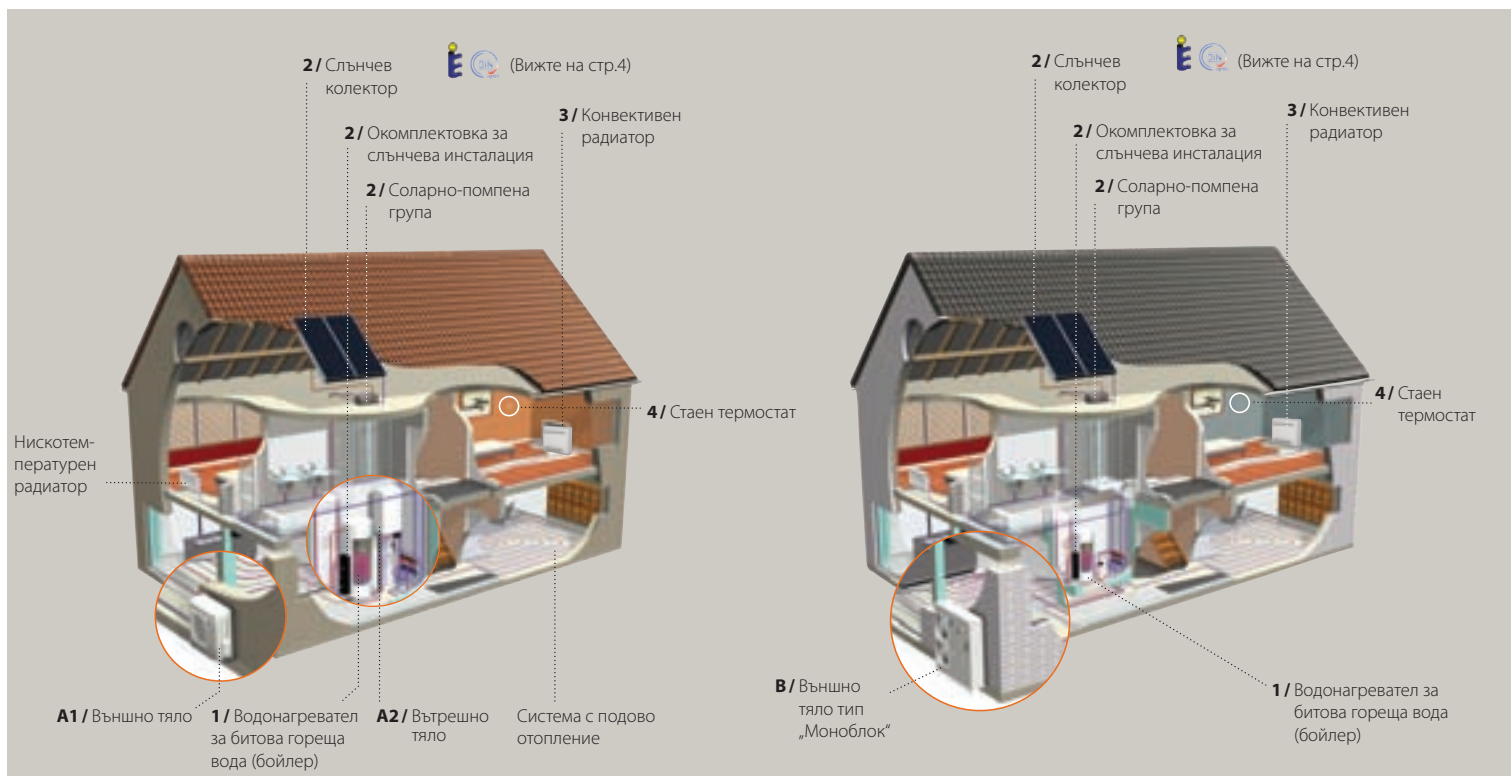 2 / Слънчев
колектор
(Вижте на стр.4)
3 / Конвективен
радиатор
2 / Окомплектовка за
слънчева инсталация
2 / Соларно-помпена
група
4 / Стаен термостат
Нискотем-
пературен
радиатор
A1 / Външно тяло
1 / Водонагревател
за битова гореща
вода (бойлер)
A2 / Вътрешно
тяло
Система с подово
отопление
2 / Слънчев
колектор
(Вижте на стр.4)
3 / Конвективен
радиатор
2 / Окомплектовка за
слънчева инсталация
2 / Соларно-помпена
група
4 / Стаен
термостат
B / Външно
тяло тип
„Моноблок“
1 / Водонагревател за
битова гореща вода
(бойлер)